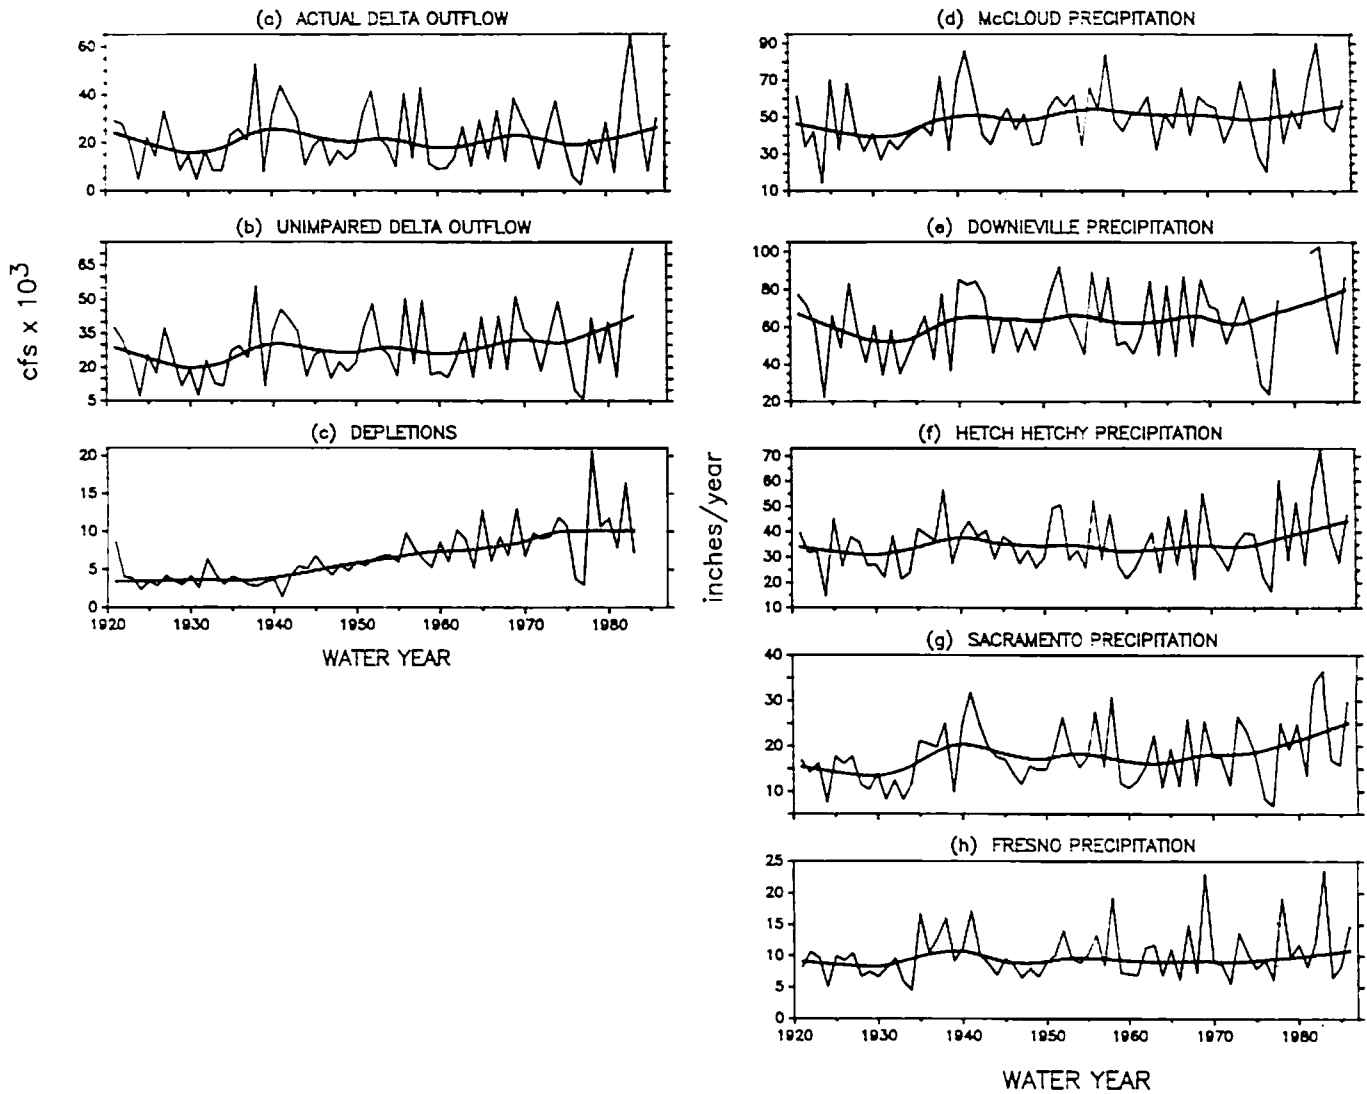 (a) ACTUAL DELTA OUTFLOW
60
40
20
0
(b) UNIMPAIRED DELTA OUTFLOW
65
50
35
20
5
cfs x 10³
(c) DEPLETIONS
20
15
10
5
0
1920 1930 1940 1950 1960 1970 1980
WATER YEAR
(d) McCLOUD PRECIPITATION
90
70
50
30
10
(e) DOWNIEVILLE PRECIPITATION
100
80
60
40
20
(f) HETCH HETCHY PRECIPITATION
70
60
50
40
30
20
10
inches/year
(g) SACRAMENTO PRECIPITATION
40
30
20
10
(h) FRESNO PRECIPITATION
25
20
15
10
5
0
1920 1930 1940 1950 1960 1970 1980
WATER YEAR